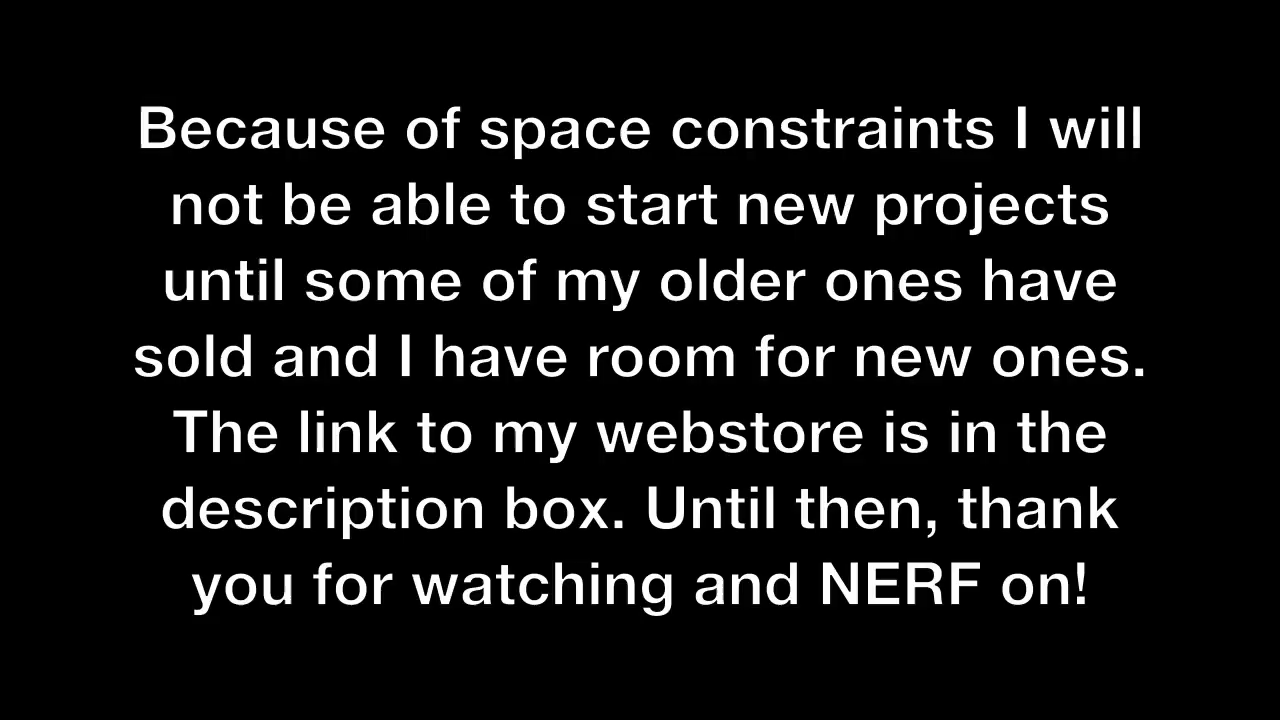 Because of space constraints I will
not be able to start new projects
until some of my older ones have
sold and I have room for new ones.
The link to my webstore is in the
description box. Until then, thank
you for watching and NERF on!